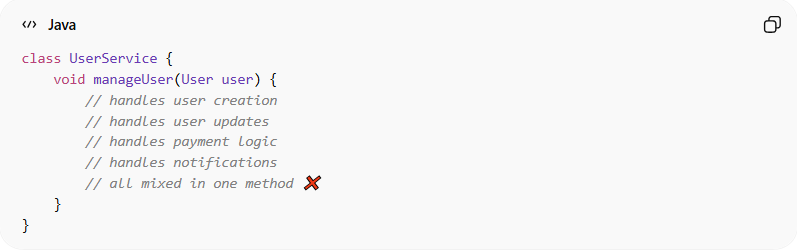 </> Java
class UserService {
    void manageUser(User user) {
        // handles user creation
        // handles user updates
        // handles payment logic
        // handles notifications
        // all mixed in one method ❌
    }
}